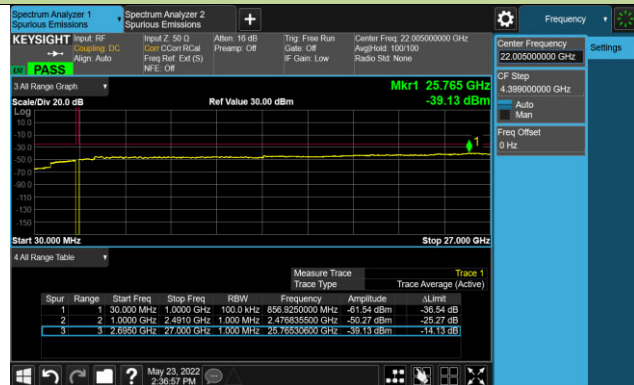 Spectrum Analyzer 1
Spurious Emissions
Spectrum Analyzer 2
Spurious Emissions
+
Frequency
KEYSIGHT
Input: RF
Coupling: DC
Align: Auto
Input Z: 50 Ω
Corr CCorr RCal
Freq Ref: Ext (S)
NFE: Off
Atten: 16 dB
Preamp: Off
Trig: Free Run
Gate: Off
IF Gain: Low
Center Freq: 22.005000000 GHz
Avg|Hold: 100/100
Radio Std: None
LV PASS
Center Frequency
22.005000000 GHz
Settings
CF Step
4.399000000 GHz
Auto
Man
Freq Offset
0 Hz
3 All Range Graph
Mkr1 25.765 GHz
Scale/Div 20.0 dB
Ref Value 30.00 dBm
-39.13 dBm
Log
10.0
-10.0
-30.0
-50.0
-70.0
-90.0
-110
-130
-150
1
Start 30.000 MHz
Stop 27.000 GHz
4 All Range Table
Measure Trace Trace 1
Trace Type Trace Average (Active)
Spur Range Start Freq Stop Freq RBW Frequency Amplitude ΔLimit
1 1 30.000 MHz 1.0000 GHz 100.0 kHz 856.9250000 MHz -61.54 dBm -36.54 dB
2 2 1.0000 GHz 2.4910 GHz 1.000 MHz 2.476835500 GHz -50.27 dBm -25.27 dB
3 3 2.6950 GHz 27.000 GHz 1.000 MHz 25.76530600 GHz -39.13 dBm -14.13 dB
?
May 23, 2022
2:36:57 PM